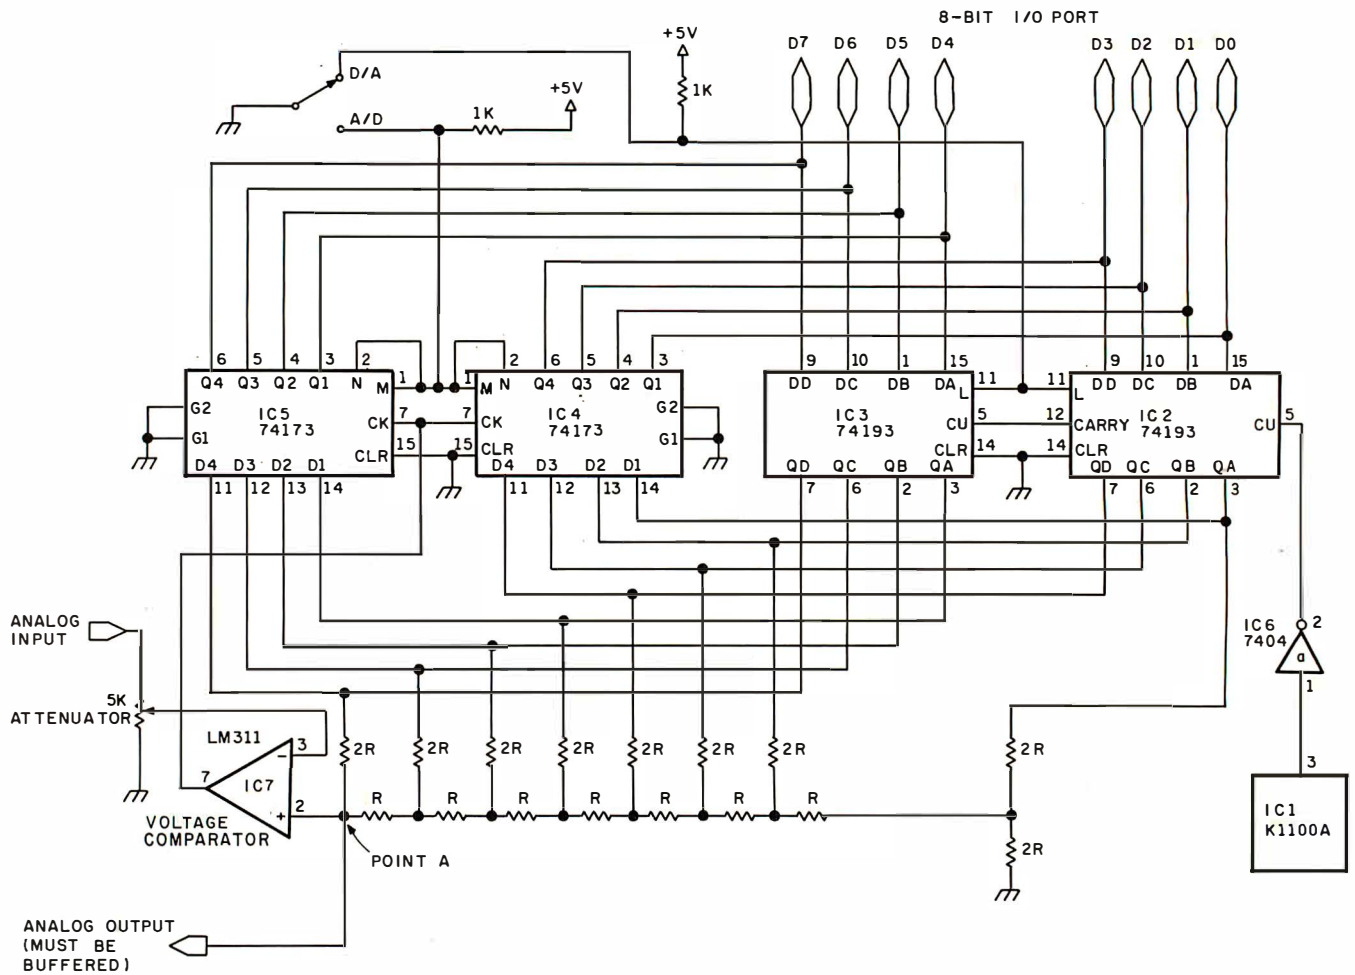 8-BIT I/O PORT
+5V
D7 D6 D5 D4 D3 D2 D1 D0
D/A
+5V
1K
A/D
1K
6 5 4 3 2
Q4 Q3 Q2 Q1 N
M 1
G2
IC5
74173
CK 7
G1
15
CLR
D4 D3 D2 D1
11 12 13 14
2 6 5 4 3
N Q4 Q3 Q2 Q1
1 M
G2
IC4
74173
7 CK
G1
15 CLR
D4 D3 D2 D1
11 12 13 14
9 10 1 15
DD DC DB DA
11
L
IC3
74193
5
CU
14
CLR
QD QC QB QA
7 6 2 3
9 10 1 15
DD DC DB DA
11
L
12
CARRY
IC2
74193
CU 5
14
CLR
QD QC QB QA
7 6 2 3
ANALOG
INPUT
5K
ATTENUATOR
LM311
3
-
7
IC7
+
2
VOLTAGE
COMPARATOR
POINT A
2R 2R 2R 2R 2R 2R 2R 2R
R R R R R R R
2R
IC6
7404
2
a
1
3
IC1
K1100A
ANALOG OUTPUT
(MUST BE
BUFFERED)